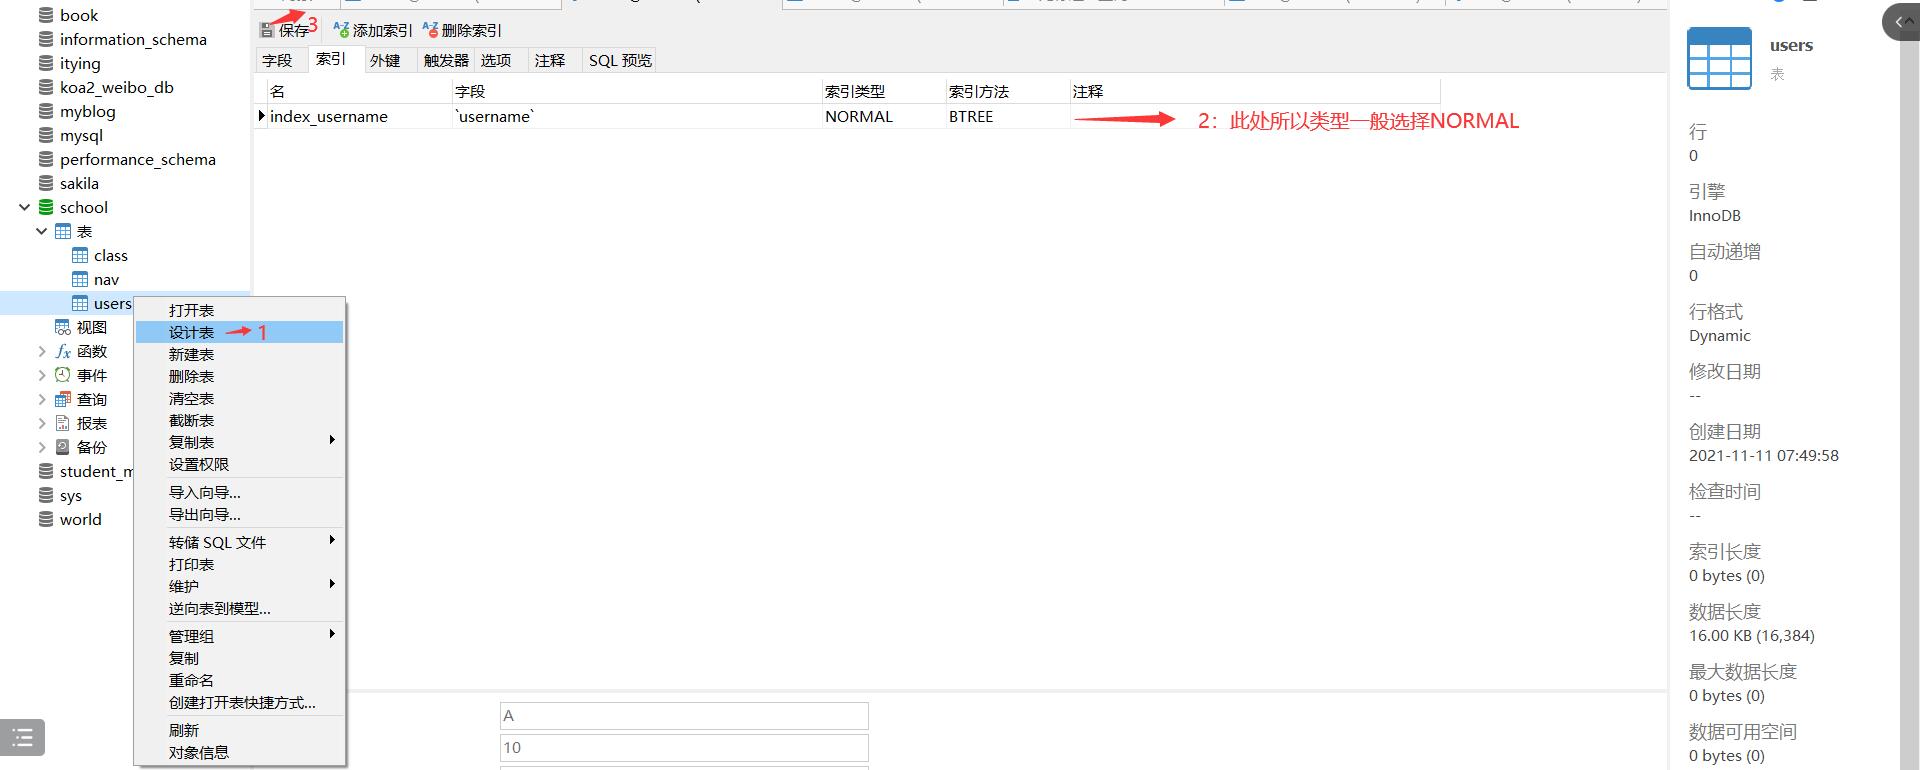 book
information_schema
itying
koa2_weibo_db
myblog
mysql
performance_schema
sakila
school
表
class
nav
users
视图
函数
事件
查询
报表
备份
student_m
sys
world
打开表
设计表 1
新建表
删除表
清空表
截断表
复制表
设置权限
导入向导...
导出向导...
转储 SQL 文件
打印表
维护
逆向表到模型...
管理组
复制
重命名
创建打开表快捷方式...
刷新
对象信息
保存 3 添加索引 删除索引
字段 索引 外键 触发器 选项 注释 SQL 预览
名 字段 索引类型 索引方法 注释
index_username `username` NORMAL BTREE
2：此处所以类型一般选择NORMAL
A
10
users
表
行
0
引擎
InnoDB
自动递增
0
行格式
Dynamic
修改日期
--
创建日期
2021-11-11 07:49:58
检查时间
--
索引长度
0 bytes (0)
数据长度
16.00 KB (16,384)
最大数据长度
0 bytes (0)
数据可用空间
0 bytes (0)